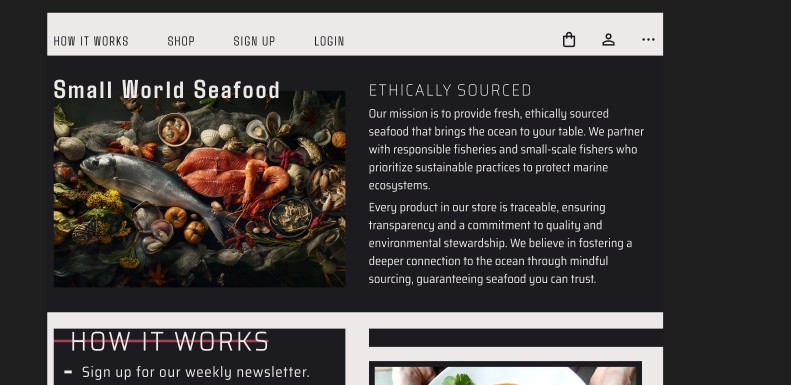 HOW IT WORKS SHOP SIGN UP LOGIN
Small World Seafood
ETHICALLY SOURCED
Our mission is to provide fresh, ethically sourced
seafood that brings the ocean to your table. We partner
with responsible fisheries and small-scale fishers who
prioritize sustainable practices to protect marine
ecosystems.
Every product in our store is traceable, ensuring
transparency and a commitment to quality and
environmental stewardship. We believe in fostering a
deeper connection to the ocean through mindful
sourcing, guaranteeing seafood you can trust.
HOW IT WORKS
- Sign up for our weekly newsletter.